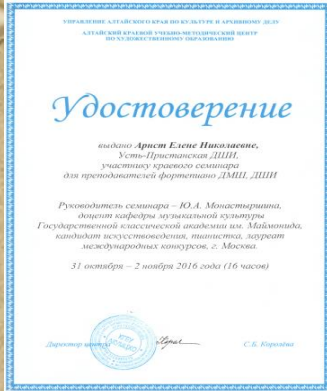 УПРАВЛЕНИЕ АЛТАЙСКОГО КРАЯ ПО КУЛЬТУРЕ И АРХИВНОМУ ДЕЛУ
АЛТАЙСКИЙ КРАЕВОЙ УЧЕБНО-МЕТОДИЧЕСКИЙ ЦЕНТР
ПО ХУДОЖЕСТВЕННОМУ ОБРАЗОВАНИЮ
Удостоверение
выдано Арнст Елене Николаевне,
Усть-Пристанская ДШИ,
участнику краевого семинара
для преподавателей фортепиано ДМШ, ДШИ
Руководитель семинара – Ю.А. Монастыршина,
доцент кафедры музыкальной культуры
Государственной классической академии им. Маймонида,
кандидат искусствоведения, пианистка, лауреат
международных конкурсов, г. Москва.
31 октября – 2 ноября 2016 года (16 часов)
Директор центра
С.Б. Королёва